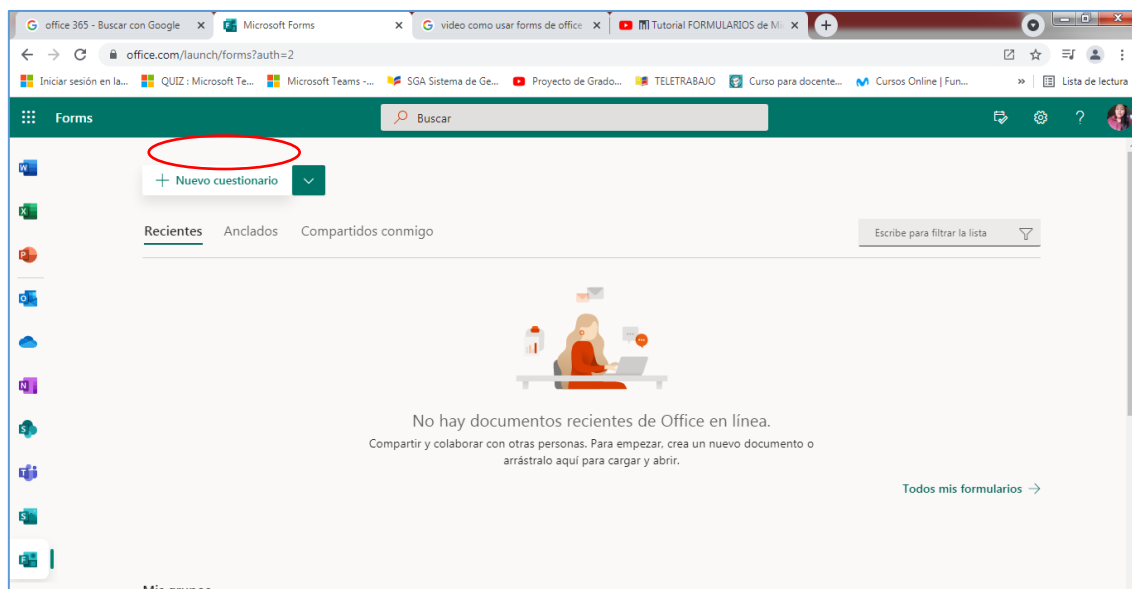 office 365 - Buscar con Google
Microsoft Forms
video como usar forms de office
Tutorial FORMULARIOS de Mi
office.com/launch/forms?auth=2
Iniciar sesión en la...
QUIZ : Microsoft Te...
Microsoft Teams -...
SGA Sistema de Ge...
Proyecto de Grado...
TELETRABAJO
Curso para docente...
Cursos Online | Fun...
»
Lista de lectura
Forms
Buscar
?
+ Nuevo cuestionario
Recientes
Anclados
Compartidos conmigo
Escribe para filtrar la lista
No hay documentos recientes de Office en línea.
Compartir y colaborar con otras personas. Para empezar, crea un nuevo documento o
arrástralo aquí para cargar y abrir.
Todos mis formularios →
Mis grupos